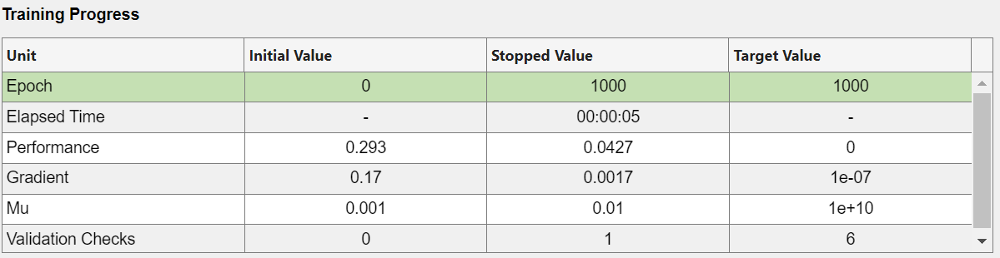 Training Progress
Unit Initial Value Stopped Value Target Value
Epoch 0 1000 1000
Elapsed Time - 00:00:05 -
Performance 0.293 0.0427 0
Gradient 0.17 0.0017 1e-07
Mu 0.001 0.01 1e+10
Validation Checks 0 1 6